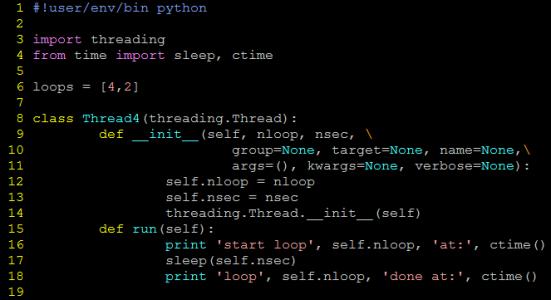 1 #!user/env/bin python
2
3 import threading
4 from time import sleep, ctime
5
6 loops = [4,2]
7
8 class Thread4(threading.Thread):
9         def __init__(self, nloop, nsec, \
10                         group=None, target=None, name=None,\
11                         args=(), kwargs=None, verbose=None):
12                 self.nloop = nloop
13                 self.nsec = nsec
14                 threading.Thread.__init__(self)
15         def run(self):
16                 print 'start loop', self.nloop, 'at:', ctime()
17                 sleep(self.nsec)
18                 print 'loop', self.nloop, 'done at:', ctime()
19